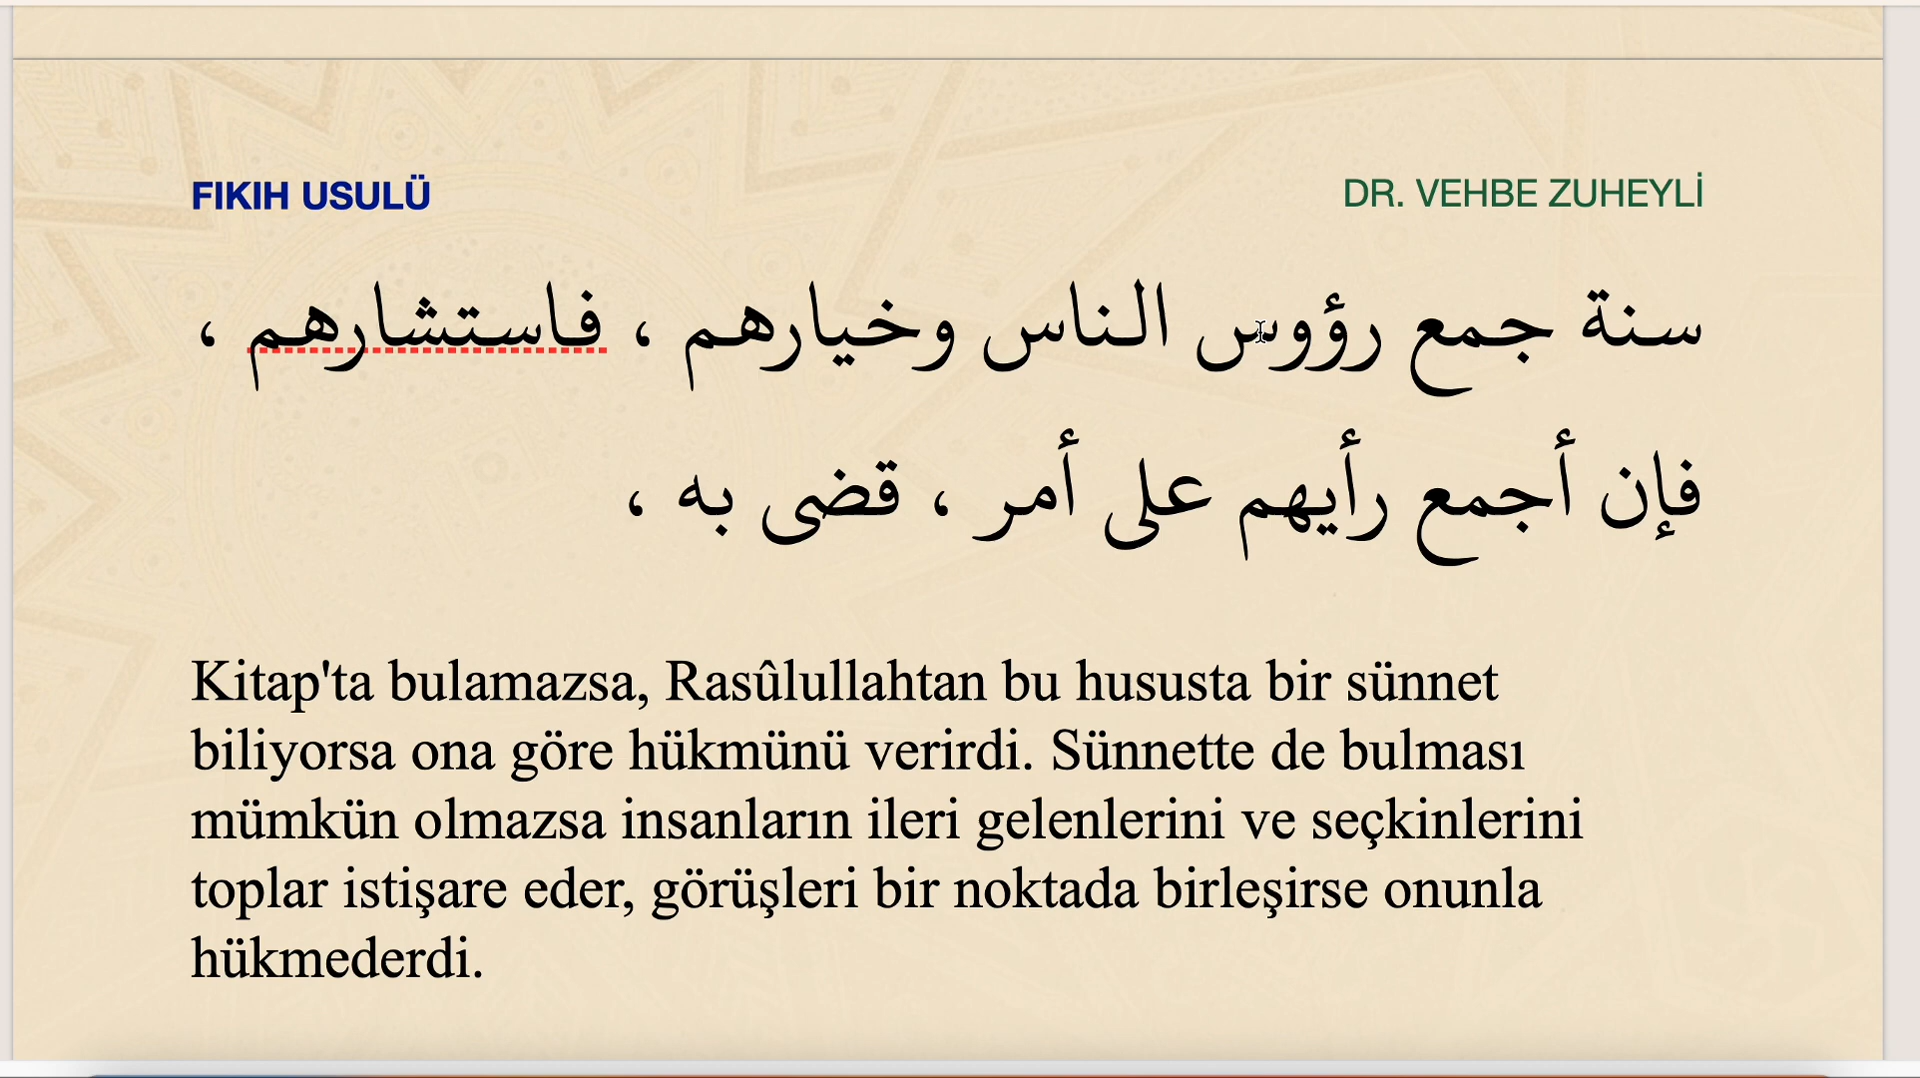 FIKIH USULÜ
DR. VEHBE ZUHEYLİ
سنة جمع رؤوس الناس وخيارهم ، فاستشارهم ،
فإن أجمع رأيهم على أمر ، قضى به ،
Kitap'ta bulamazsa, Rasûlullahtan bu hususta bir sünnet
biliyorsa ona göre hükmünü verirdi. Sünnette de bulması
mümkün olmazsa insanların ileri gelenlerini ve seçkinlerini
toplar istişare eder, görüşleri bir noktada birleşirse onunla
hükmederdi.